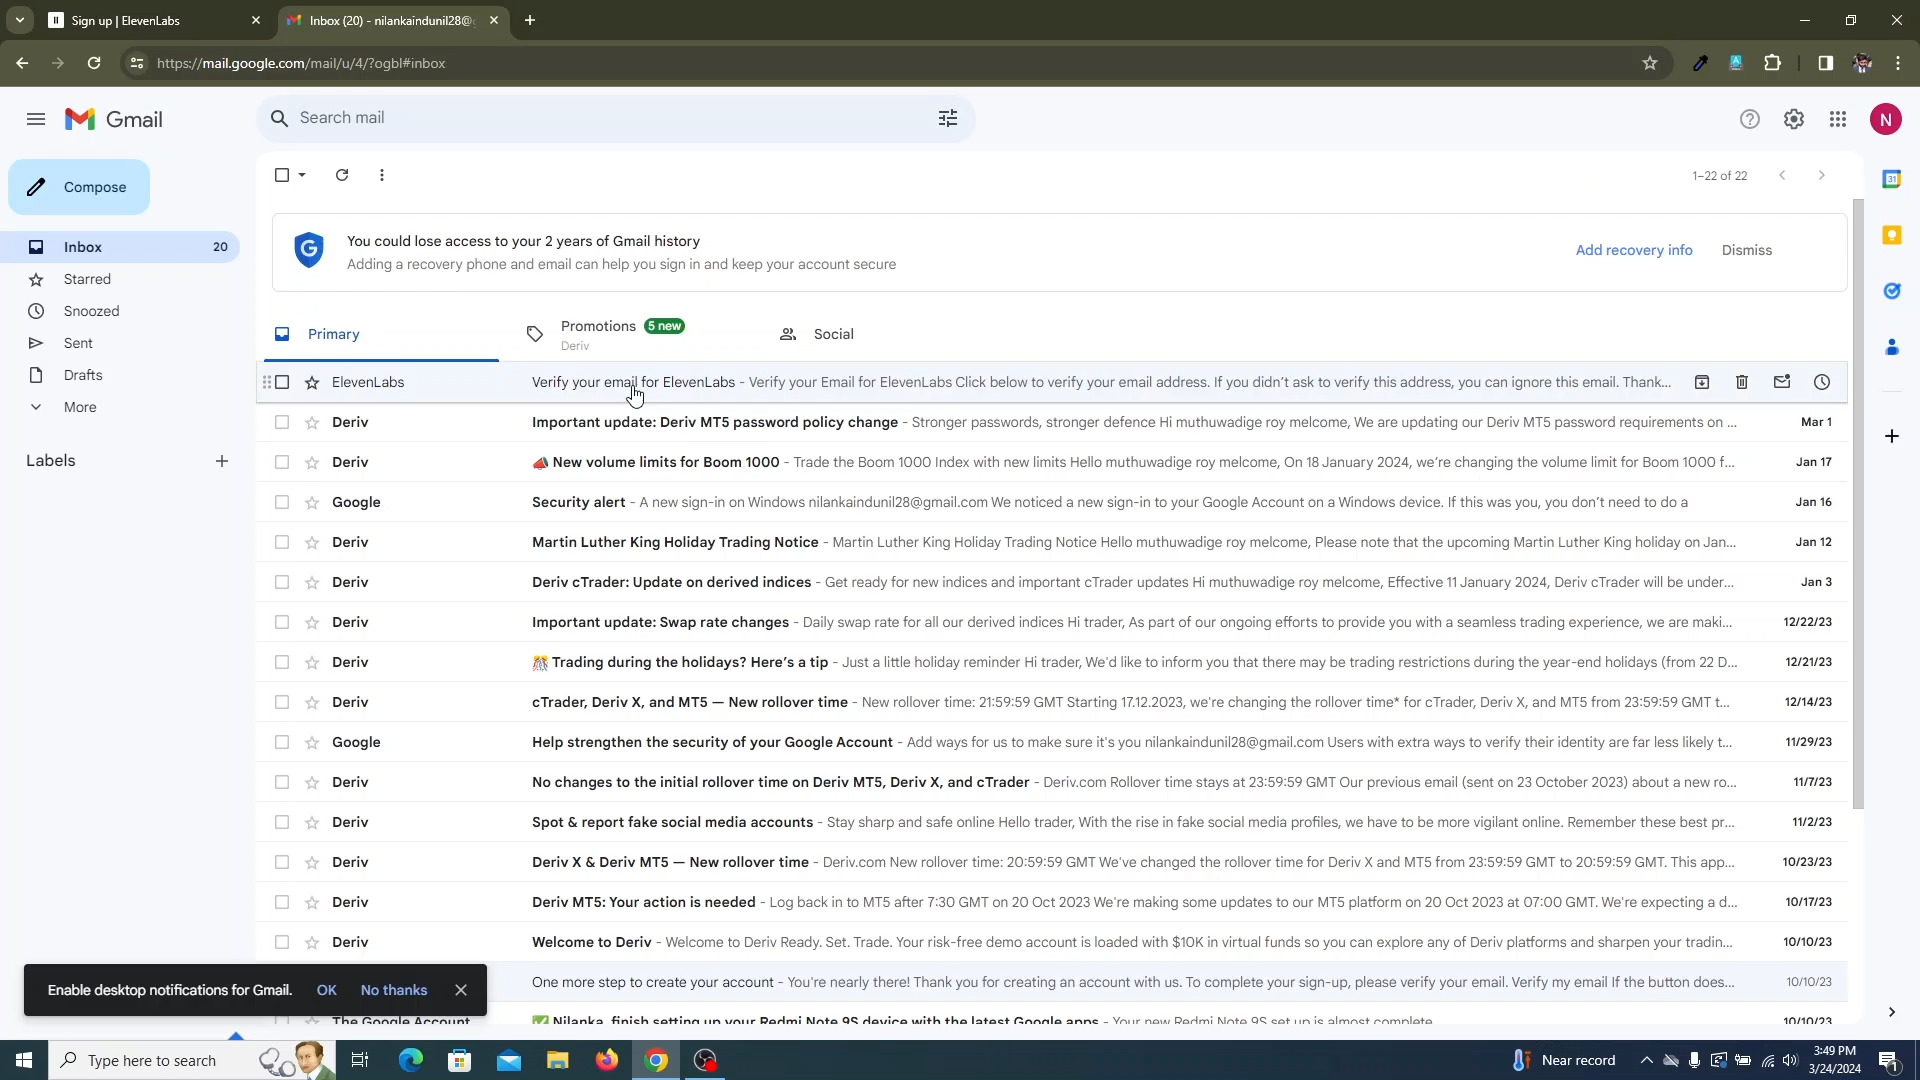 Sign up | ElevenLabs
Inbox (20) - nilankaindunil28@
https://mail.google.com/mail/u/4/?ogbl#inbox
Gmail
Search mail
Compose
1–22 of 22
You could lose access to your 2 years of Gmail history
Adding a recovery phone and email can help you sign in and keep your account secure
Add recovery info
Dismiss
Inbox 20
Starred
Snoozed
Sent
Drafts
More
Labels
Primary
Promotions 5 new
Deriv
Social
ElevenLabs Verify your email for ElevenLabs - Verify your Email for ElevenLabs Click below to verify your email address. If you didn’t ask to verify this address, you can ignore this email. Thank...
Deriv Important update: Deriv MT5 password policy change - Stronger passwords, stronger defence Hi muthuwadige roy melcome, We are updating our Deriv MT5 password requirements on ... Mar 1
Deriv 📣 New volume limits for Boom 1000 - Trade the Boom 1000 Index with new limits Hello muthuwadige roy melcome, On 18 January 2024, we’re changing the volume limit for Boom 1000 f... Jan 17
Google Security alert - A new sign-in on Windows nilankaindunil28@gmail.com We noticed a new sign-in to your Google Account on a Windows device. If this was you, you don’t need to do a Jan 16
Deriv Martin Luther King Holiday Trading Notice - Martin Luther King Holiday Trading Notice Hello muthuwadige roy melcome, Please note that the upcoming Martin Luther King holiday on Jan... Jan 12
Deriv Deriv cTrader: Update on derived indices - Get ready for new indices and important cTrader updates Hi muthuwadige roy melcome, Effective 11 January 2024, Deriv cTrader will be under... Jan 3
Deriv Important update: Swap rate changes - Daily swap rate for all our derived indices Hi trader, As part of our ongoing efforts to provide you with a seamless trading experience, we are maki... 12/22/23
Deriv 🎊 Trading during the holidays? Here’s a tip - Just a little holiday reminder Hi trader, We'd like to inform you that there may be trading restrictions during the year-end holidays (from 22 D... 12/21/23
Deriv cTrader, Deriv X, and MT5 — New rollover time - New rollover time: 21:59:59 GMT Starting 17.12.2023, we're changing the rollover time* for cTrader, Deriv X, and MT5 from 23:59:59 GMT t... 12/14/23
Google Help strengthen the security of your Google Account - Add ways for us to make sure it's you nilankaindunil28@gmail.com Users with extra ways to verify their identity are far less likely t... 11/29/23
Deriv No changes to the initial rollover time on Deriv MT5, Deriv X, and cTrader - Deriv.com Rollover time stays at 23:59:59 GMT Our previous email (sent on 23 October 2023) about a new ro... 11/7/23
Deriv Spot & report fake social media accounts - Stay sharp and safe online Hello trader, With the rise in fake social media profiles, we have to be more vigilant online. Remember these best pr... 11/2/23
Deriv Deriv X & Deriv MT5 — New rollover time - Deriv.com New rollover time: 20:59:59 GMT We've changed the rollover time for Deriv X and MT5 from 23:59:59 GMT to 20:59:59 GMT. This app... 10/23/23
Deriv Deriv MT5: Your action is needed - Log back in to MT5 after 7:30 GMT on 20 Oct 2023 We're making some updates to our MT5 platform on 20 Oct 2023 at 07:00 GMT. We're expecting a d... 10/17/23
Deriv Welcome to Deriv - Welcome to Deriv Ready. Set. Trade. Your risk-free demo account is loaded with $10K in virtual funds so you can explore any of Deriv platforms and sharpen your tradin... 10/10/23
One more step to create your account - You're nearly there! Thank you for creating an account with us. To complete your sign-up, please verify your email. Verify my email If the button does... 10/10/23
The Google Account ✅ Nilanka, finish setting up your Redmi Note 9S device with the latest Google apps - Your new Redmi Note 9S set up is almost complete 10/10/23
Enable desktop notifications for Gmail. OK No thanks
Type here to search
Near record
3:49 PM
3/24/2024
N
31
1